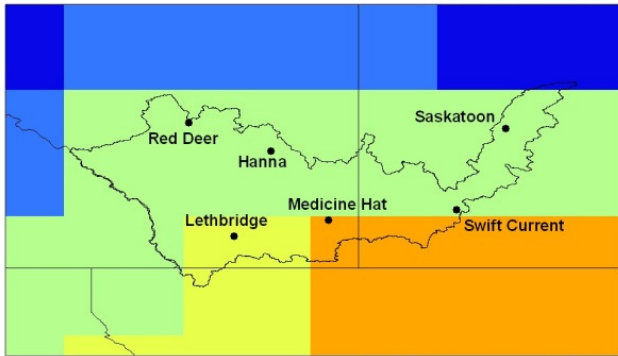 Saskatoon
Red Deer
Hanna
Medicine Hat
Lethbridge
Swift Current